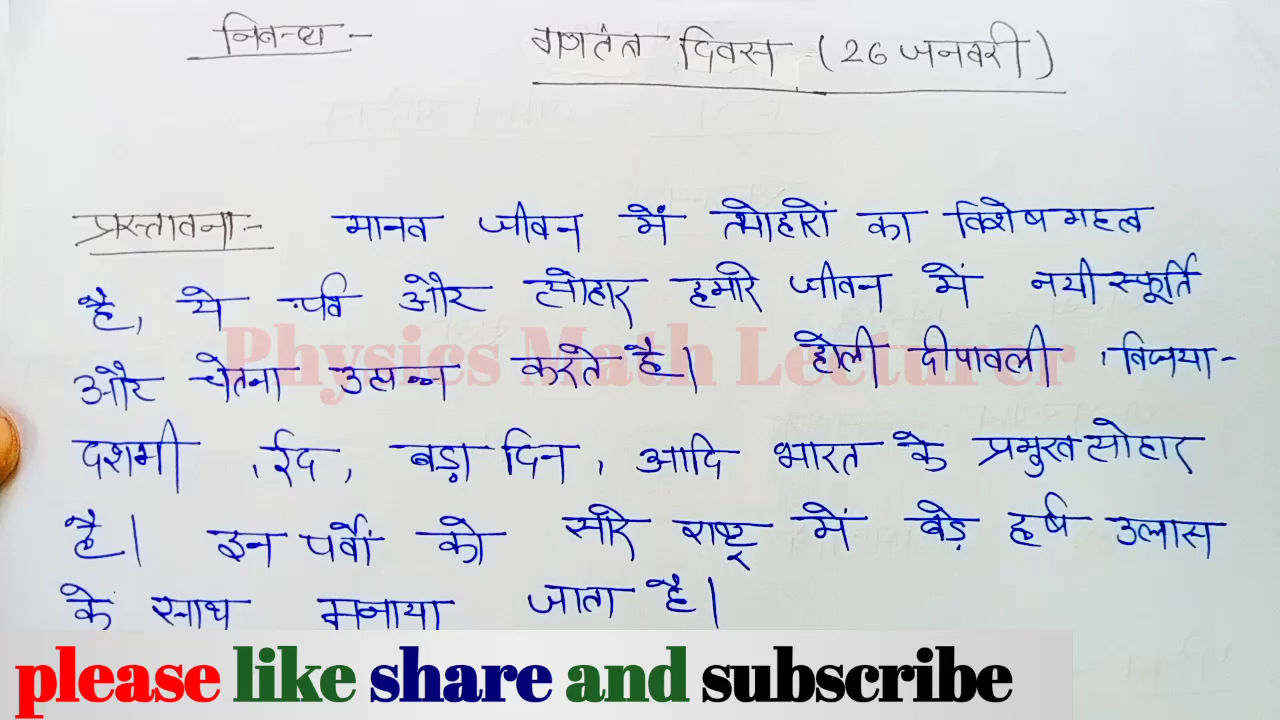 निबन्ध - गणतंत्र दिवस (26 जनवरी)
प्रस्तावना- मानव जीवन में त्योहारों का विशेष महत्व
है, ये पर्व और त्योहार हमारे जीवन में नयी स्फूर्ति
और चेतना उत्पन्न करते है। होली दीपावली , विजया-
दशमी , ईद , बड़ा दिन , आदि भारत के प्रमुख त्योहार
है। इन पर्वों को सारे राष्ट्र में बड़े हर्ष उलास
के साथ मनाया जाता है।
Physics Math Lecturer
please like share and subscribe